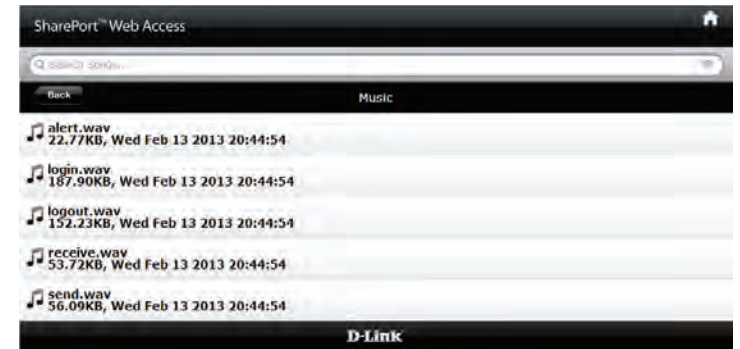 SharePort™ Web Access
Search songs...
Back
Music
alert.wav
22.77KB, Wed Feb 13 2013 20:44:54
login.wav
187.90KB, Wed Feb 13 2013 20:44:54
logout.wav
152.23KB, Wed Feb 13 2013 20:44:54
receive.wav
53.72KB, Wed Feb 13 2013 20:44:54
send.wav
56.09KB, Wed Feb 13 2013 20:44:54
D-Link